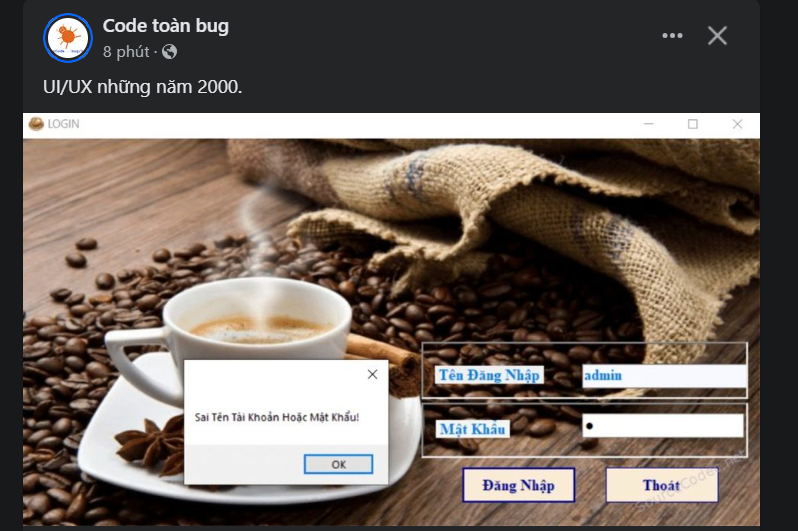 Code toàn bug
8 phút
UI/UX những năm 2000.
LOGIN
Tên Đăng Nhập
admin
Sai Tên Tài Khoản Hoặc Mật Khẩu!
Mật Khẩu
OK
Đăng Nhập
Thoát